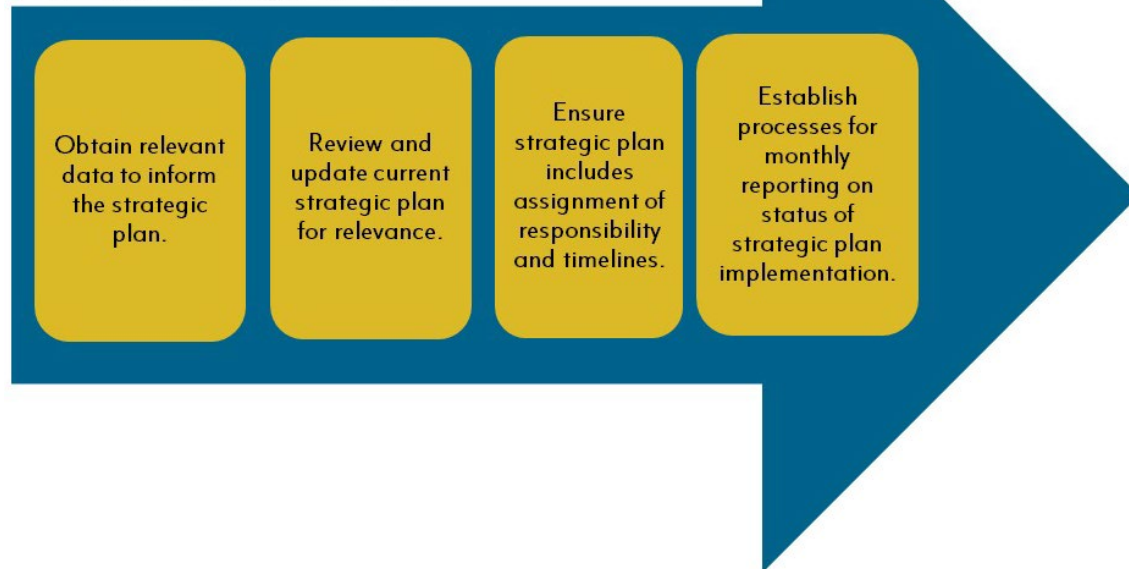 Obtain relevant
data to inform
the strategic
plan.
Review and
update current
strategic plan
for relevance.
Ensure
strategic plan
includes
assignment of
responsibility
and timelines.
Establish
processes for
monthly
reporting on
status of
strategic plan
implementation.